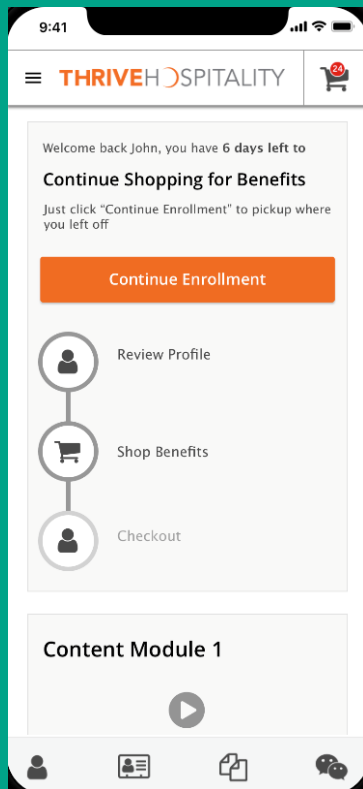 9:41
THRIVEHOSPITALITY
24
Welcome back John, you have 6 days left to
Continue Shopping for Benefits
Just click “Continue Enrollment” to pickup where
you left off
Continue Enrollment
Review Profile
Shop Benefits
Checkout
Content Module 1